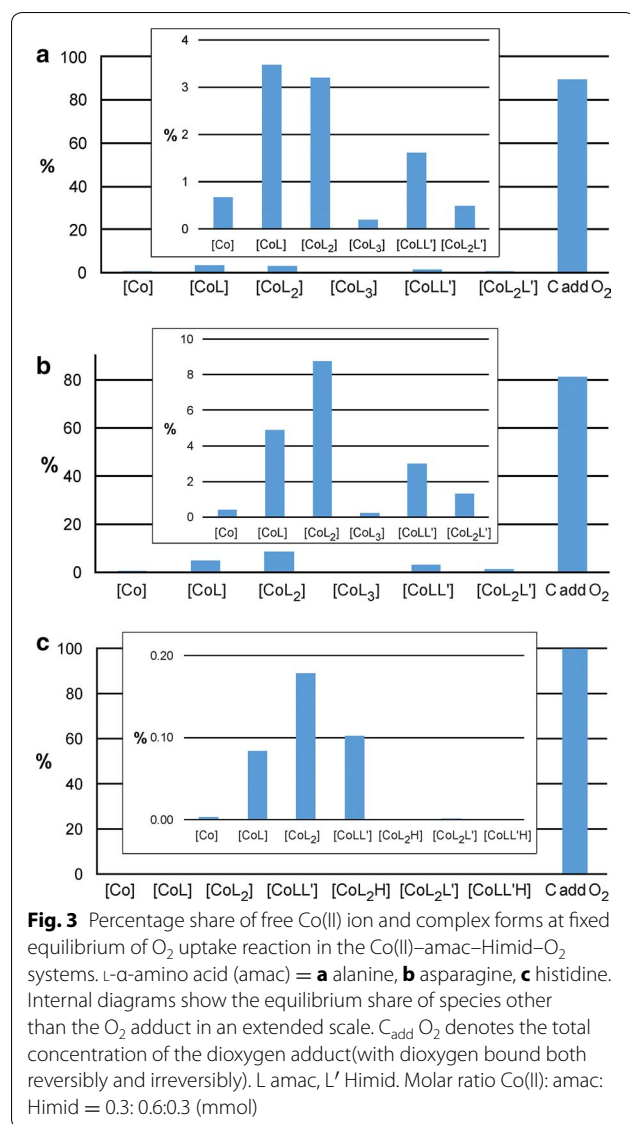 a
100
80
60
40
20
0
%
4
3
2
1
0
%
[Co] [CoL] [CoL₂] [CoL₃] [CoLL'] [CoL₂L']
[Co] [CoL] [CoL₂] [CoL₃] [CoLL'] [CoL₂L'] C add O₂
b
80
60
40
20
0
%
10
8
6
4
2
0
%
[Co] [CoL] [CoL₂] [CoL₃] [CoLL'] [CoL₂L']
[Co] [CoL] [CoL₂] [CoL₃] [CoLL'] [CoL₂L'] C add O₂
c
100
80
60
40
20
0
%
0.20
0.10
0.00
%
[Co] [CoL] [CoL₂] [CoLL'] [CoL₂H] [CoL₂L'] [CoLL'H]
[Co] [CoL] [CoL₂] [CoLL'] [CoL₂H] [CoL₂L'] [CoLL'H] C add O₂
Fig. 3 Percentage share of free Co(II) ion and complex forms at fixed
equilibrium of O₂ uptake reaction in the Co(II)–amac–Himid–O₂
systems. L-α-amino acid (amac) = a alanine, b asparagine, c histidine.
Internal diagrams show the equilibrium share of species other
than the O₂ adduct in an extended scale. Cadd O₂ denotes the total
concentration of the dioxygen adduct(with dioxygen bound both
reversibly and irreversibly). L amac, L′ Himid. Molar ratio Co(II): amac:
Himid = 0.3: 0.6:0.3 (mmol)